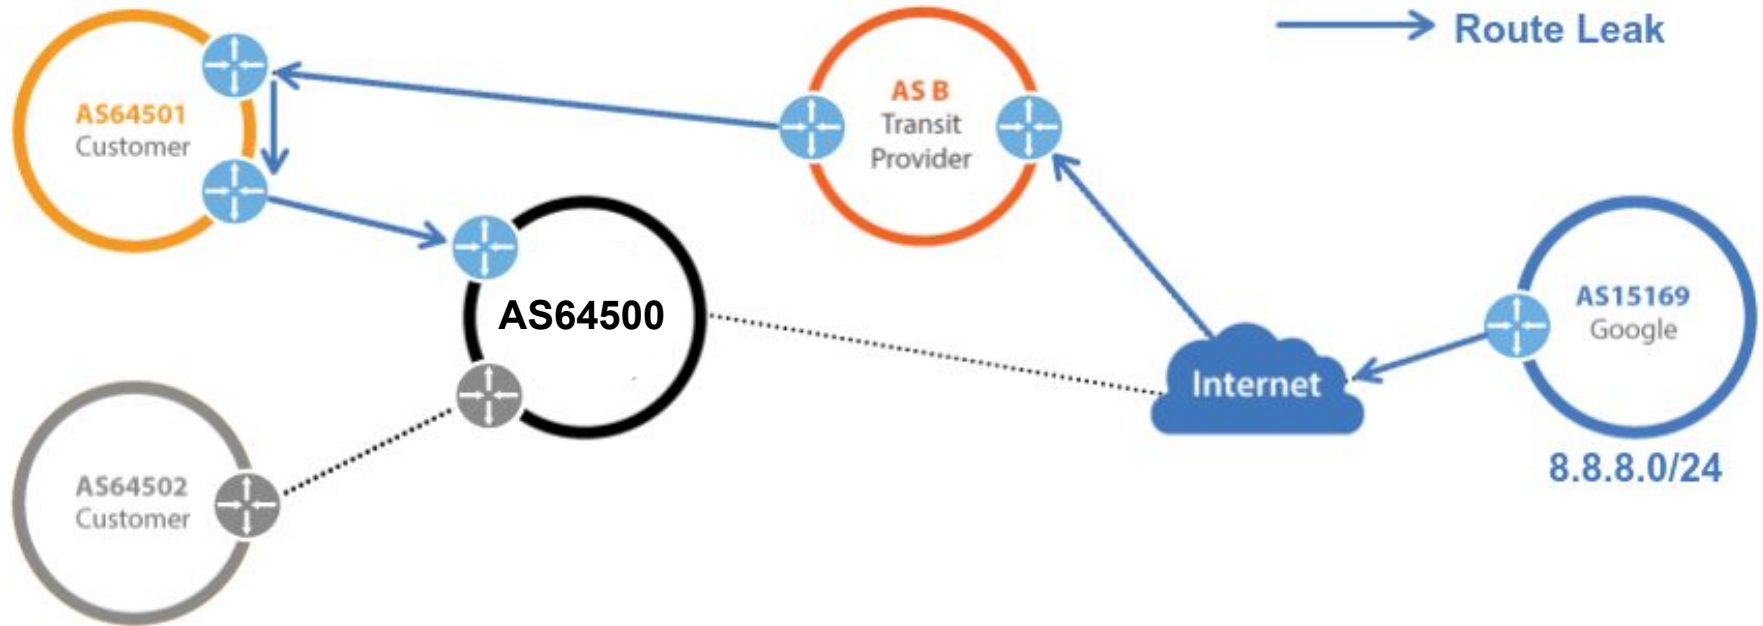 Route Leak
AS64501
Customer
AS B
Transit
Provider
AS64500
Internet
AS15169
Google
8.8.8.0/24
AS64502
Customer